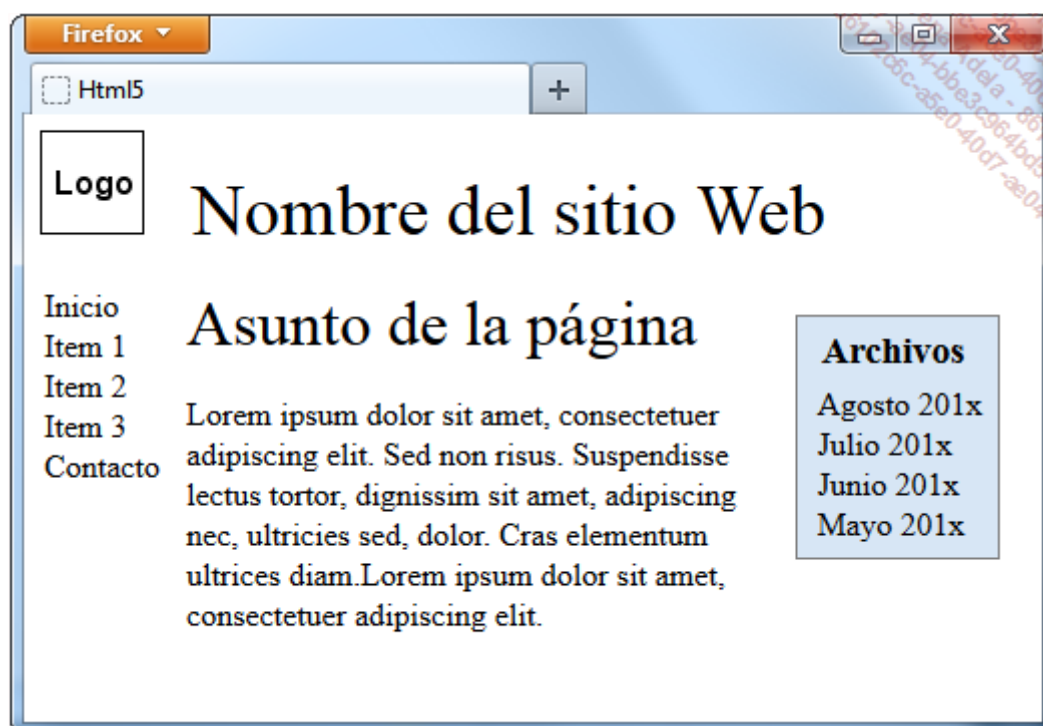 Firefox
Html5
Logo
Nombre del sitio Web
Inicio
Item 1
Item 2
Item 3
Contacto
Asunto de la página
Lorem ipsum dolor sit amet, consectetuer
adipiscing elit. Sed non risus. Suspendisse
lectus tortor, dignissim sit amet, adipiscing
nec, ultricies sed, dolor. Cras elementum
ultrices diam.Lorem ipsum dolor sit amet,
consectetuer adipiscing elit.
Archivos
Agosto 201x
Julio 201x
Junio 201x
Mayo 201x